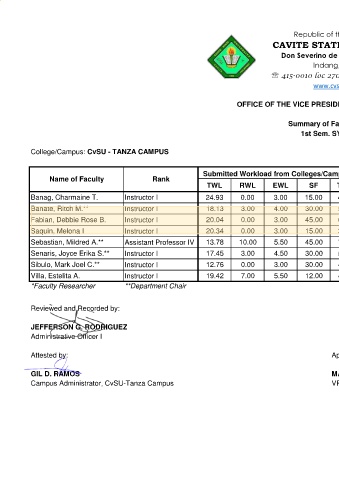 Republic of th
CAVITE STAT
Don Severino de
Indang,
☏ 415-0010 loc 270
www.cvs
OFFICE OF THE VICE PRESID
Summary of Fa
1st Sem. SY
College/Campus: CvSU - TANZA CAMPUS
Name of Faculty Rank Submitted Workload from Colleges/Camp
TWL RWL EWL SF T
Banag, Charmaine T. Instructor I 24.93 0.00 3.00 15.00
Banate, Ritch M.** Instructor I 18.13 3.00 4.00 30.00
Fabian, Debbie Rose B. Instructor I 20.04 0.00 3.00 45.00
Saquin, Melona I Instructor I 20.34 0.00 3.00 15.00
Sebastian, Mildred A.** Assistant Professor IV 13.78 10.00 5.50 45.00
Senaris, Joyce Erika S.** Instructor I 17.45 3.00 4.50 30.00
Sibulo, Mark Joel C.** Instructor I 12.76 0.00 3.00 30.00
Villa, Estelita A. Instructor I 19.42 7.00 5.50 12.00
*Faculty Researcher **Department Chair
Reviewed and Recorded by:
JEFFERSON G. RODRIGUEZ
Administrative Officer I
Attested by: Ap
GIL D. RAMOS MA
Campus Administrator, CvSU-Tanza Campus VP